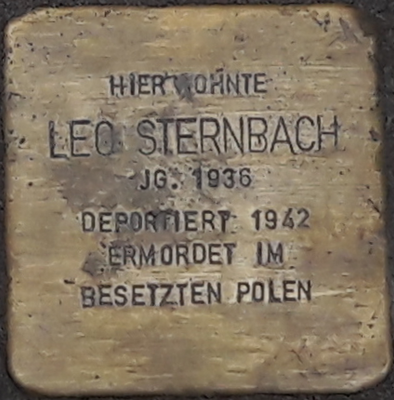 HIER WOHNTE
LEO STERNBACH
JG. 1936
DEPORTIERT 1942
ERMORDET IM
BESETZTEN POLEN